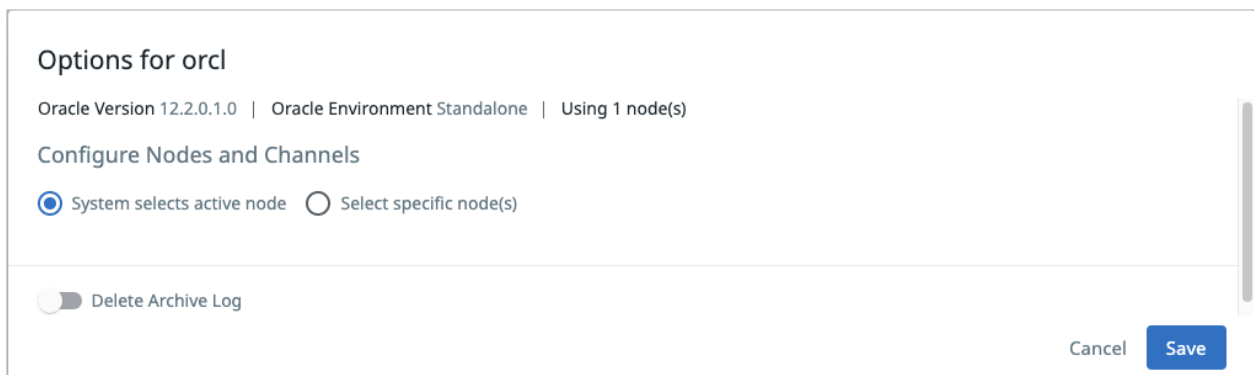 Options for orcl
Oracle Version 12.2.0.1.0 | Oracle Environment Standalone | Using 1 node(s)
Configure Nodes and Channels
System selects active node Select specific node(s)
Delete Archive Log
Cancel Save